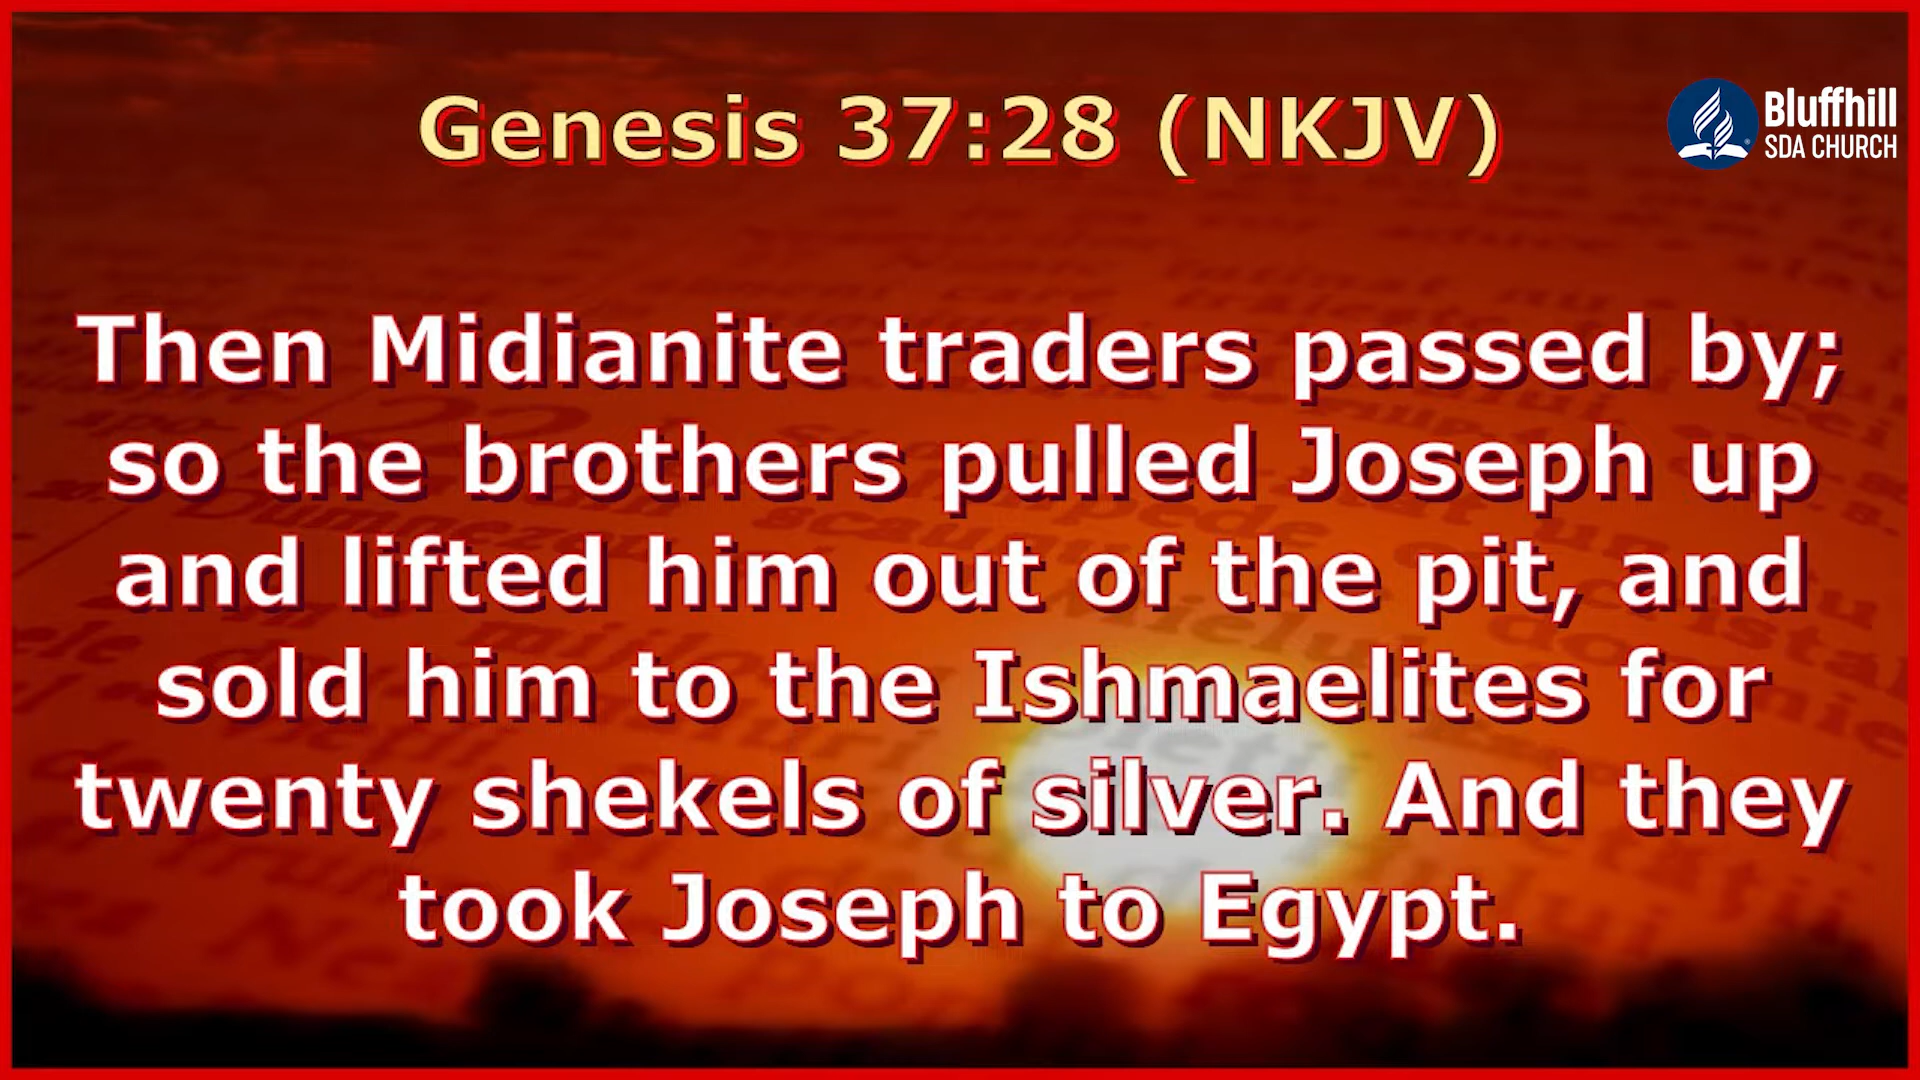 Genesis 37:28 (NKJV)
Bluffhill
SDA CHURCH
Then Midianite traders passed by;
so the brothers pulled Joseph up
and lifted him out of the pit, and
sold him to the Ishmaelites for
twenty shekels of silver. And they
took Joseph to Egypt.